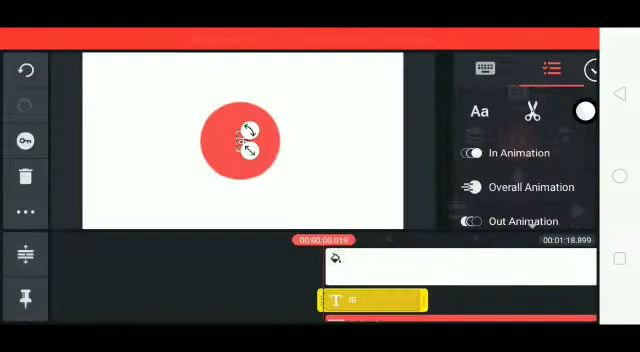 Aa
In Animation
Overall Animation
Out Animation
00:00:00.019
00:01:18.899
T